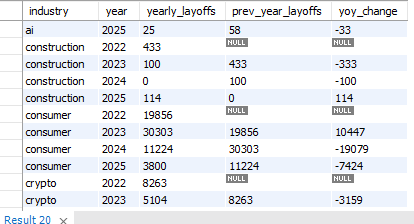 industry year yearly_layoffs prev_year_layoffs yoy_change
ai 2025 25 58 -33
construction 2022 433 NULL NULL
construction 2023 100 433 -333
construction 2024 0 100 -100
construction 2025 114 0 114
consumer 2022 19856 NULL NULL
consumer 2023 30303 19856 10447
consumer 2024 11224 30303 -19079
consumer 2025 3800 11224 -7424
crypto 2022 8263 NULL NULL
crypto 2023 5104 8263 -3159
Result 20 ×